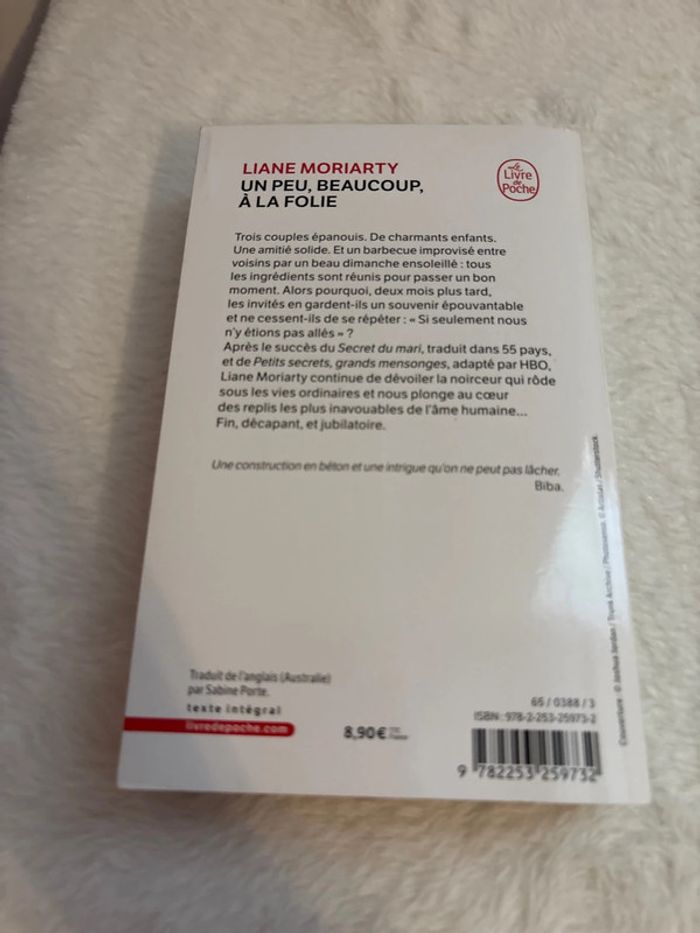 LIANE MORIARTY
UN PEU, BEAUCOUP,
À LA FOLIE
Le
Livre
de
Poche
Trois couples épanouis. De charmants enfants.
Une amitié solide. Et un barbecue improvisé entre
voisins par un beau dimanche ensoleillé : tous
les ingrédients sont réunis pour passer un bon
moment. Alors pourquoi, deux mois plus tard,
les invités en gardent-ils un souvenir épouvantable
et ne cessent-ils de se répéter : « Si seulement nous
n'y étions pas allés » ?
Après le succès du Secret du mari, traduit dans 55 pays,
et de Petits secrets, grands mensonges, adapté par HBO,
Liane Moriarty continue de dévoiler la noirceur qui rôde
sous les vies ordinaires et nous plonge au cœur
des replis les plus inavouables de l'âme humaine...
Fin, décapant, et jubilatoire.
Une construction en béton et une intrigue qu'on ne peut pas lâcher.
Biba.
Traduit de l'anglais (Australie)
par Sabine Porte.
texte intégral
livredepoche.com
8,90 €
65 / 0388 / 3
ISBN : 978-2-253-25973-2
9 782253 259732
Couverture : © Joshua Jordan / Trunk Archive / Photosenso. © Artistar / Shutterstock